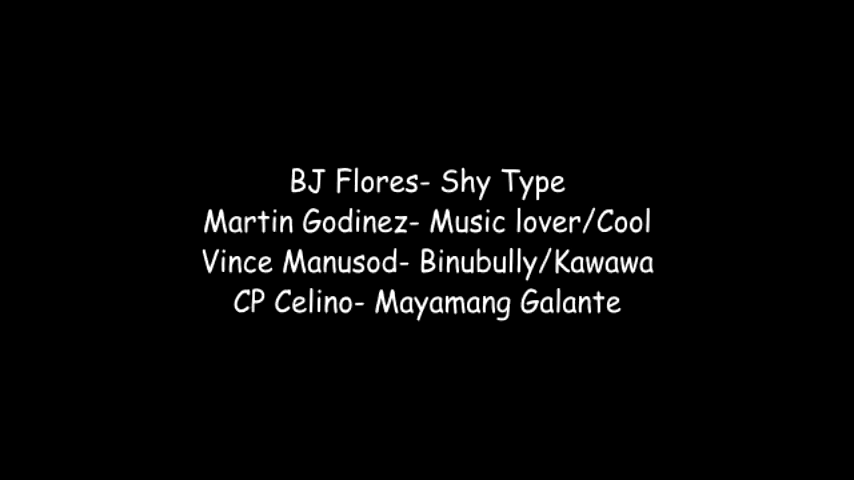 BJ Flores- Shy Type
Martin Godinez- Music lover/Cool
Vince Manusod- Binubully/Kawawa
CP Celino- Mayamang Galante